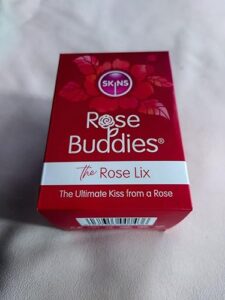 SKINS
Rose
Buddies®
the Rose Lix
The Ultimate Kiss from a Rose